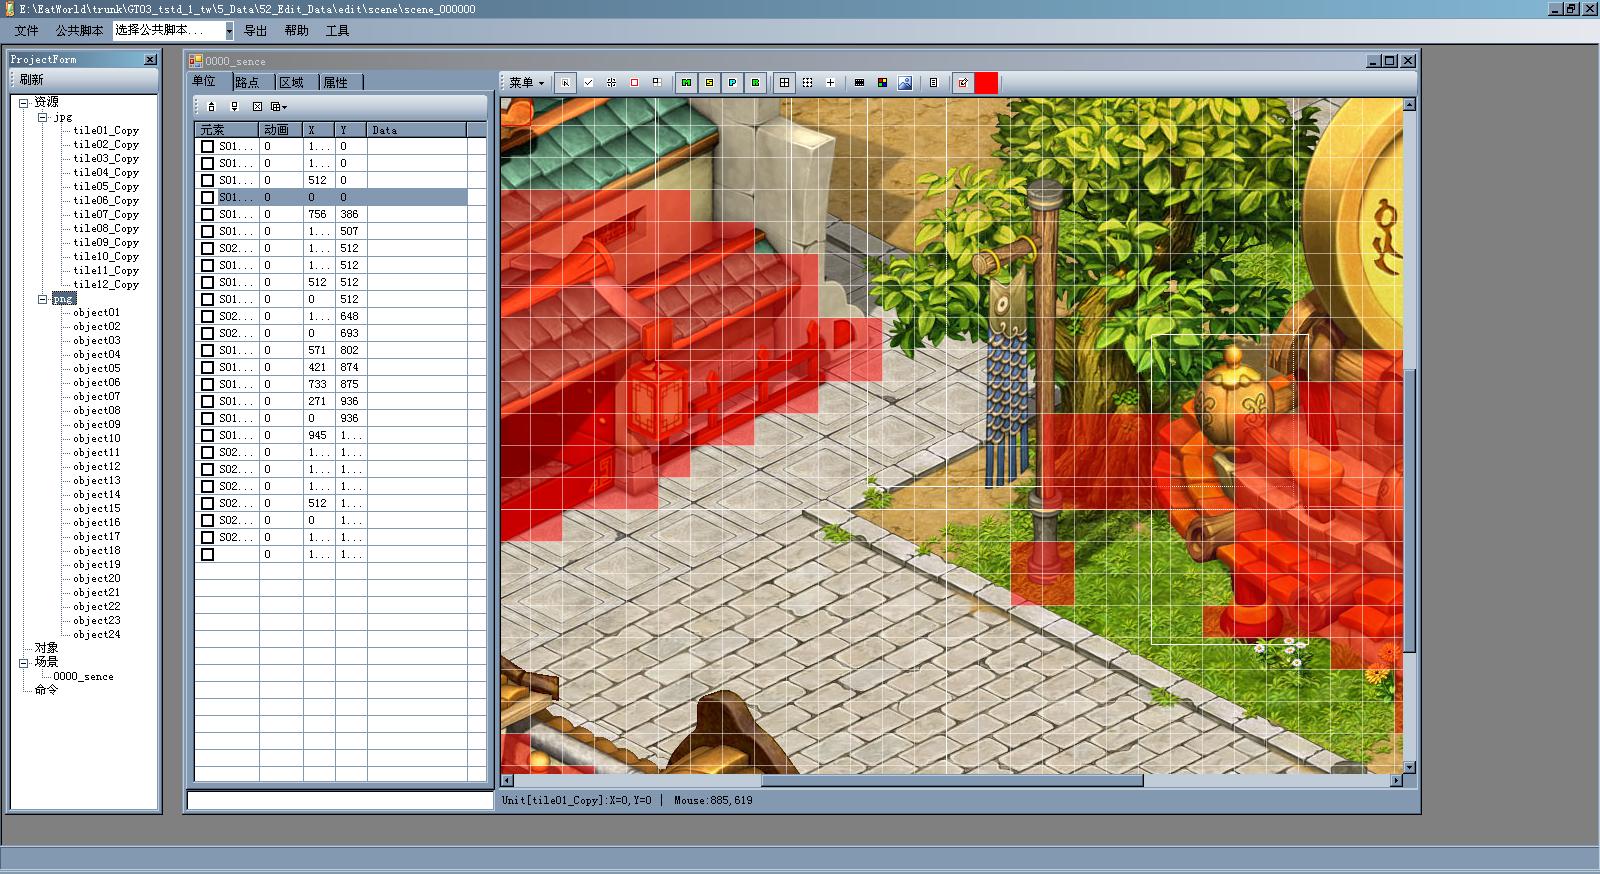 E:\EatWorld\trunk\GT03_tstd_1_tw\5_Data\52_Edit_Data\edit\scene\scene_000000
文件 公共脚本 选择公共脚本... 导出 帮助 工具
ProjectForm
刷新
资源
jpg
tile01_Copy
tile02_Copy
tile03_Copy
tile04_Copy
tile05_Copy
tile06_Copy
tile07_Copy
tile08_Copy
tile09_Copy
tile10_Copy
tile11_Copy
tile12_Copy
png
object01
object02
object03
object04
object05
object06
object07
object08
object09
object10
object11
object12
object13
object14
object15
object16
object17
object18
object19
object20
object21
object22
object23
object24
对象
场景
0000_sence
命令
0000_sence
单位 路点 区域 属性
菜单
元素 动画 X Y Data
S01... 0 1... 0
S01... 0 1... 0
S01... 0 512 0
S01... 0 0 0
S01... 0 756 386
S01... 0 1... 507
S02... 0 1... 512
S01... 0 1... 512
S01... 0 512 512
S01... 0 0 512
S02... 0 1... 648
S02... 0 0 693
S01... 0 571 802
S01... 0 421 874
S01... 0 733 875
S01... 0 271 936
S01... 0 0 936
S01... 0 945 1...
S02... 0 1... 1...
S02... 0 1... 1...
S02... 0 1... 1...
S02... 0 512 1...
S02... 0 0 1...
S02... 0 1... 1...
0 1... 1...
Unit[tile01_Copy]:X=0,Y=0 | Mouse:885,619